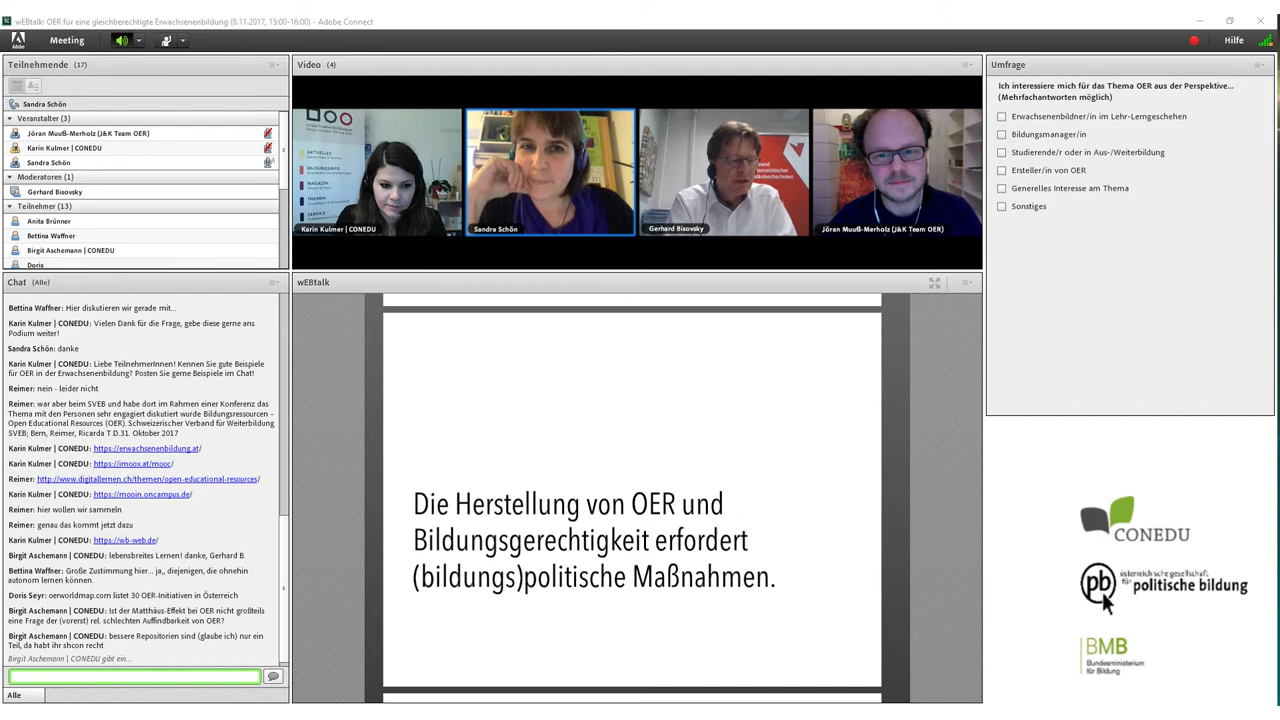 wEBtalk: OER für eine gleichberechtigte Erwachsenenbildung (8.11.2017, 15:00-16:00) - Adobe Connect
Adobe
Meeting
Hilfe
Teilnehmende (17)
Sandra Schön
Veranstalter (3)
Jöran Muuß-Merholz (J&K Team OER)
Karin Kulmer | CONEDU
Sandra Schön
Moderatoren (1)
Gerhard Bisovsky
Teilnehmer (13)
Anita Brünner
Bettina Waffner
Birgit Aschemann | CONEDU
Doris
Video (4)
AKTUELLES
BILDUNGSINFO
MAGAZIN
THEMEN
SERVICE
Karin Kulmer | CONEDU
Sandra Schön
Gerhard Bisovsky
Jöran Muuß-Merholz (J&K Team OER)
Chat (Alle)
Bettina Waffner: Hier diskutieren wir gerade mit...
Karin Kulmer | CONEDU: Vielen Dank für die Frage, gebe diese gerne ans
Podium weiter!
Sandra Schön: danke
Karin Kulmer | CONEDU: Liebe TeilnehmerInnen! Kennen Sie gute Beispiele
für OER in der Erwachsenenbildung? Posten Sie gerne Beispiele im Chat!
Reimer: nein - leider nicht
Reimer: war aber beim SVEB und habe dort im Rahmen einer Konferenz das
Thema mit den Personen sehr engagiert diskutiert wurde Bildungsressourcen –
Open Educational Resources (OER). Schweizerischer Verband für Weiterbildung
SVEB; Bern, Reimer, Ricarda T.D.31. Oktober 2017
Karin Kulmer | CONEDU: https://erwachsenenbildung.at/
Karin Kulmer | CONEDU: https://imoox.at/mooc/
Reimer: http://www.digitallernen.ch/themen/open-educational-resources/
Karin Kulmer | CONEDU: https://mooin.oncampus.de/
Reimer: hier wollen wir sammeln
Reimer: genau das kommt jetzt dazu
Karin Kulmer | CONEDU: https://wb-web.de/
Birgit Aschemann | CONEDU: lebensbreites Lernen! danke, Gerhard B.
Bettina Waffner: Große Zustimmung hier... ja,, diejenigen, die ohnehin
autonom lernen können.
Doris Seyr: oerworldmap.com listet 30 OER-Initiativen in Österreich
Birgit Aschemann | CONEDU: Ist der Matthäus-Effekt bei OER nicht großteils
eine Frage der (vorerst) rel. schlechten Auffindbarkeit von OER?
Birgit Aschemann | CONEDU: bessere Repositorien sind (glaube ich) nur ein
Teil, da habt ihr shcon recht
Birgit Aschemann | CONEDU gibt ein...
Alle
wEBtalk
Die Herstellung von OER und
Bildungsgerechtigkeit erfordert
(bildungs)politische Maßnahmen.
Umfrage
Ich interessiere mich für das Thema OER aus der Perspektive...
(Mehrfachantworten möglich)
Erwachsenenbildner/in im Lehr-Lerngeschehen
Bildungsmanager/in
Studierende/r oder in Aus-/Weiterbildung
Ersteller/in von OER
Generelles Interesse am Thema
Sonstiges
CONEDU
pb
österreichische gesellschaft
für politische bildung
BMB
Bundesministerium
für Bildung